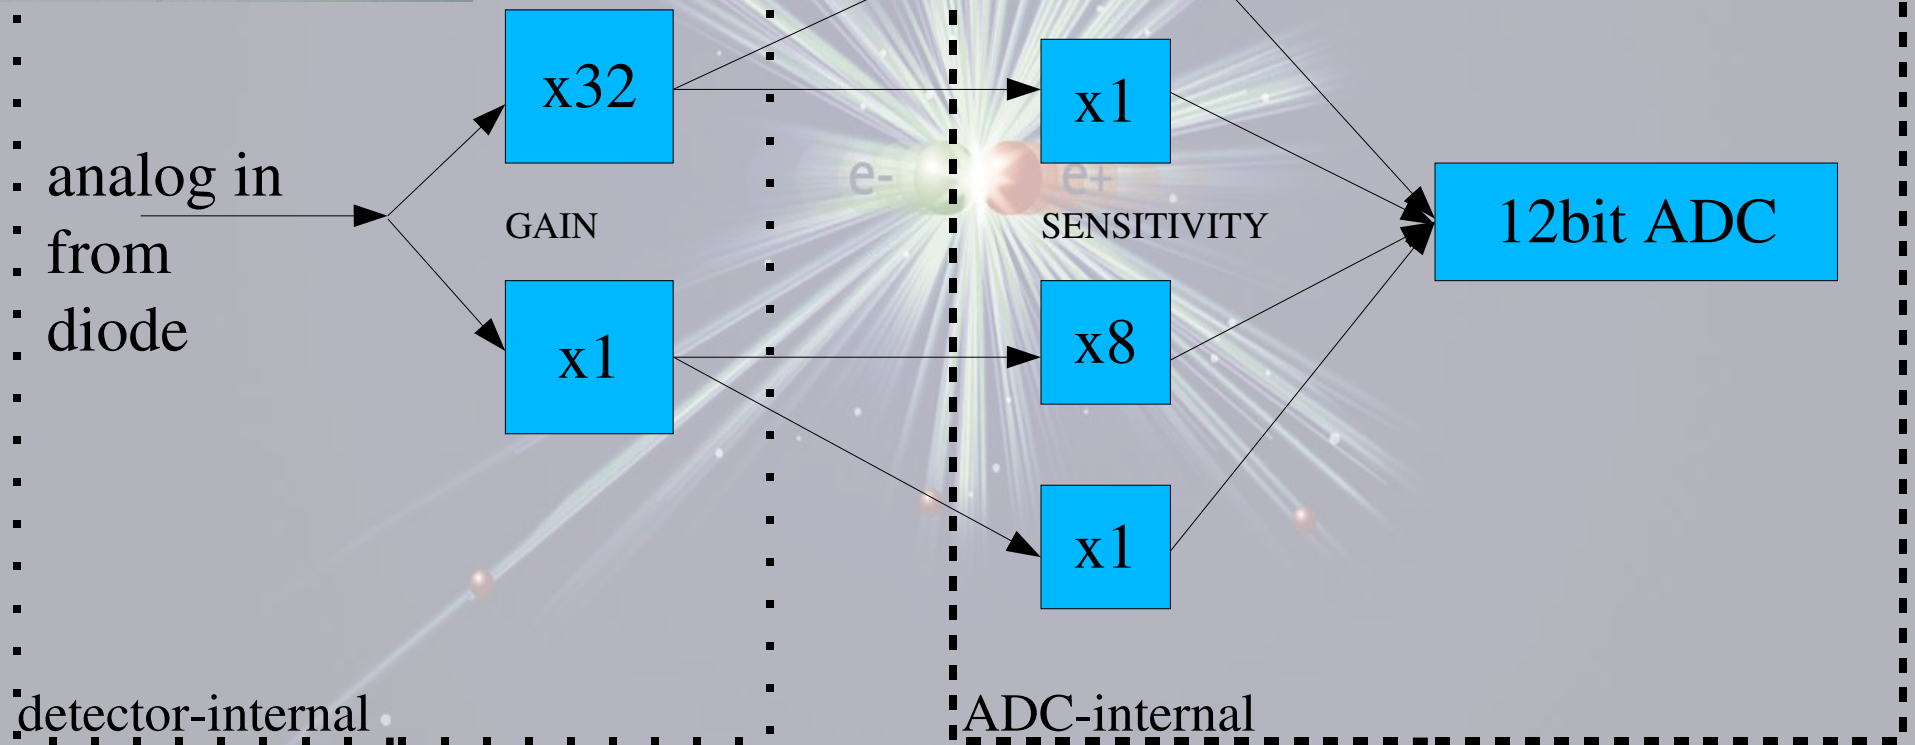 x32
x1
e-
e+
analog in
from
diode
GAIN
SENSITIVITY
12bit ADC
x1
x8
x1
detector-internal
ADC-internal